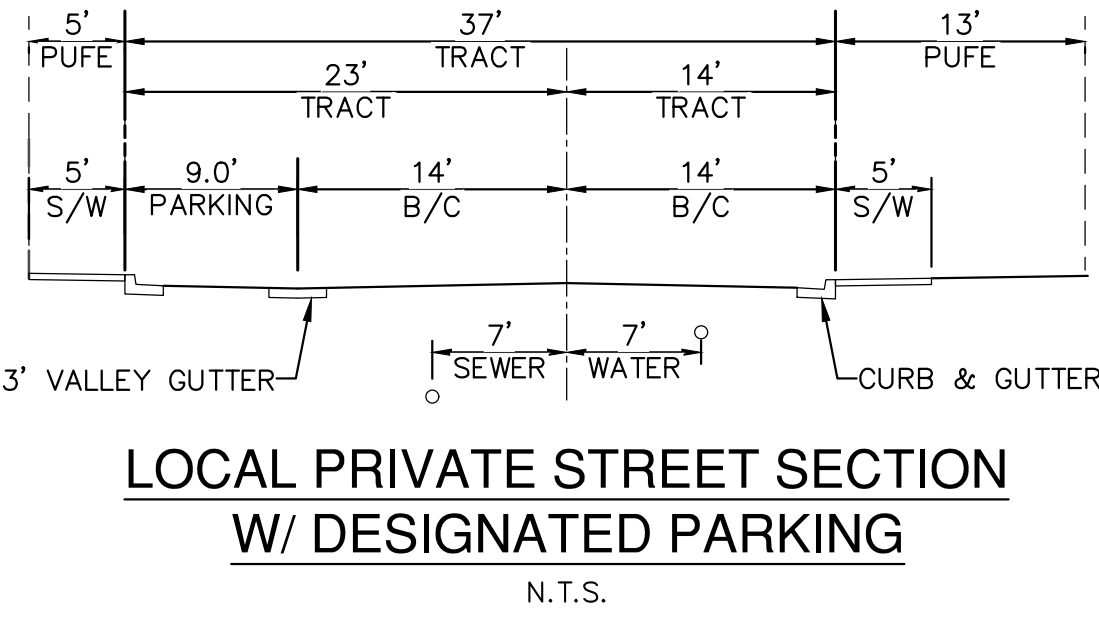 5' 37' 13'
PUFE TRACT PUFE
23' 14'
TRACT TRACT
5' 9.0' 14' 14' 5'
S/W PARKING B/C B/C S/W
7' 7'
SEWER WATER
3' VALLEY GUTTER CURB & GUTTER
LOCAL PRIVATE STREET SECTION
W/ DESIGNATED PARKING
N.T.S.